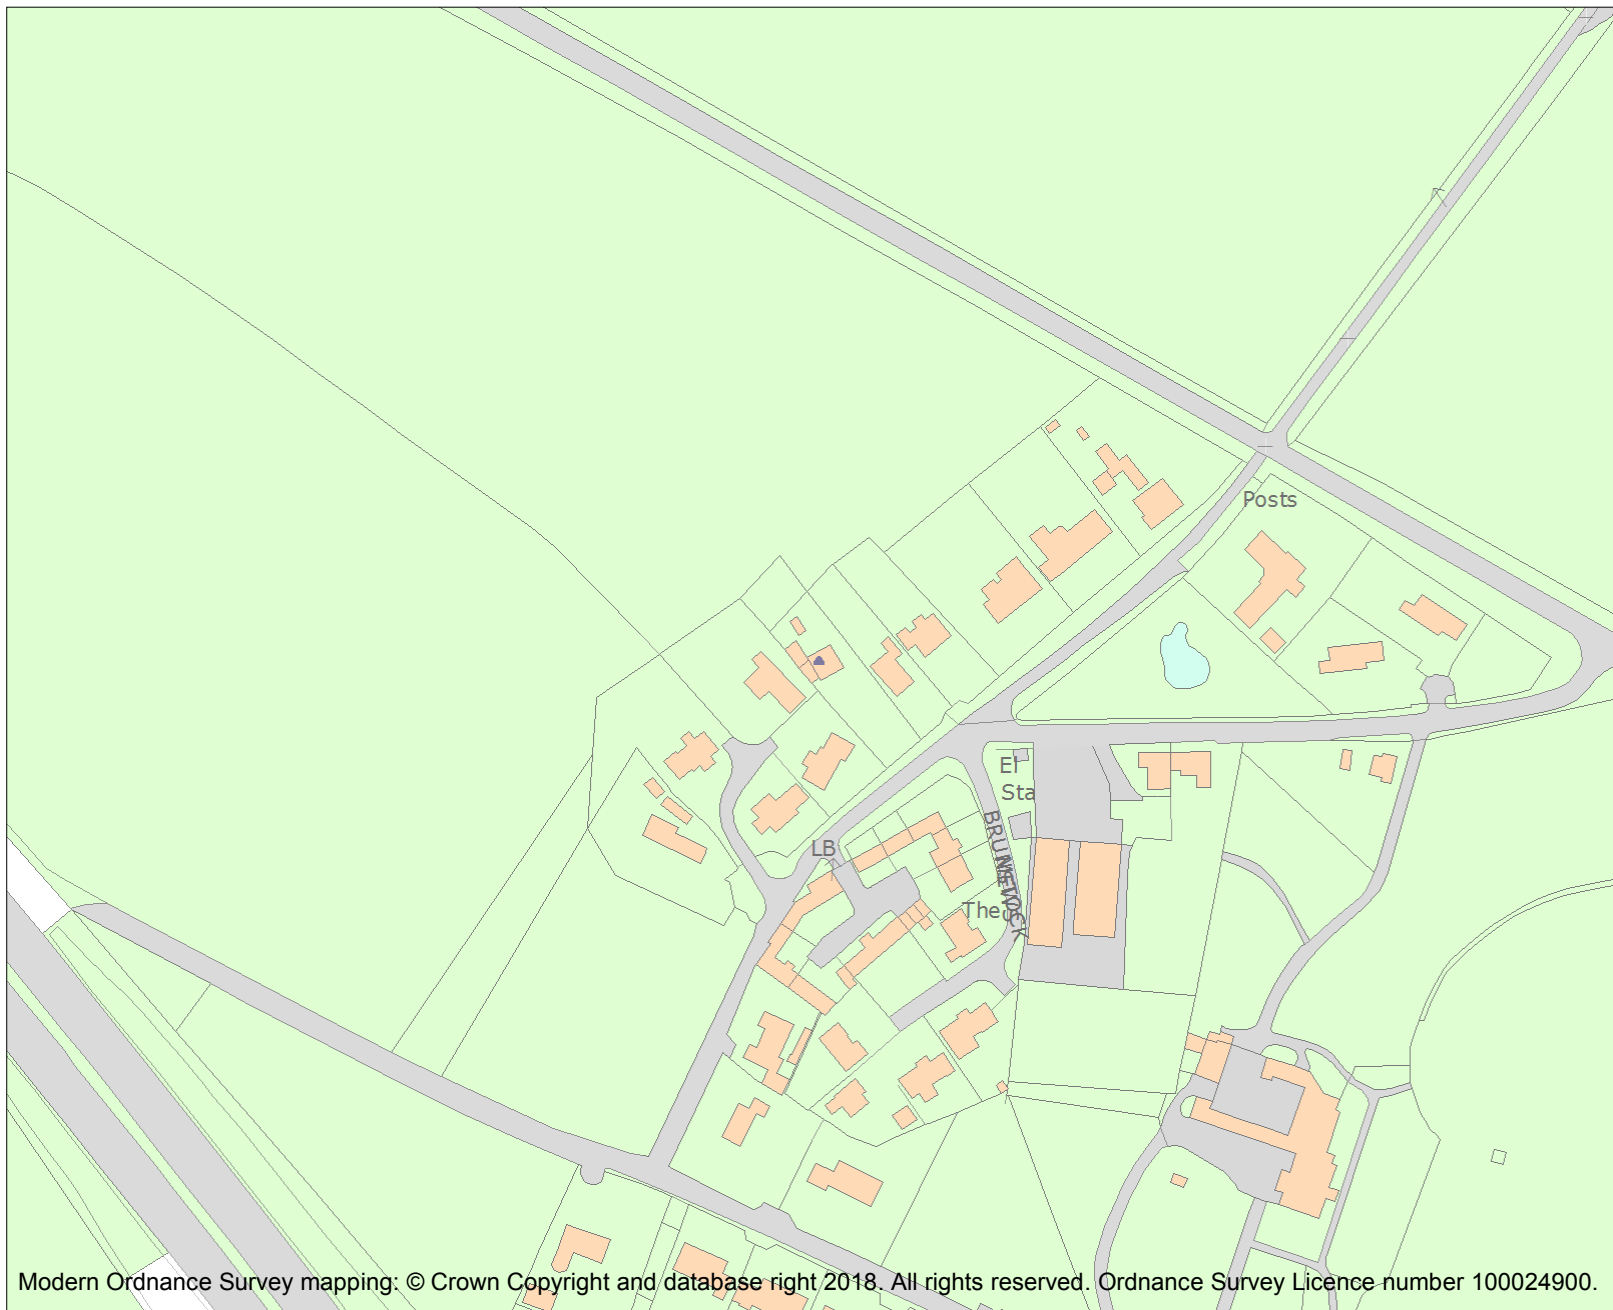 Posts
El
Sta
BRUNSTOCK
LB
The
Modern Ordnance Survey mapping: © Crown Copyright and database right 2018. All rights reserved. Ordnance Survey Licence number 100024900.